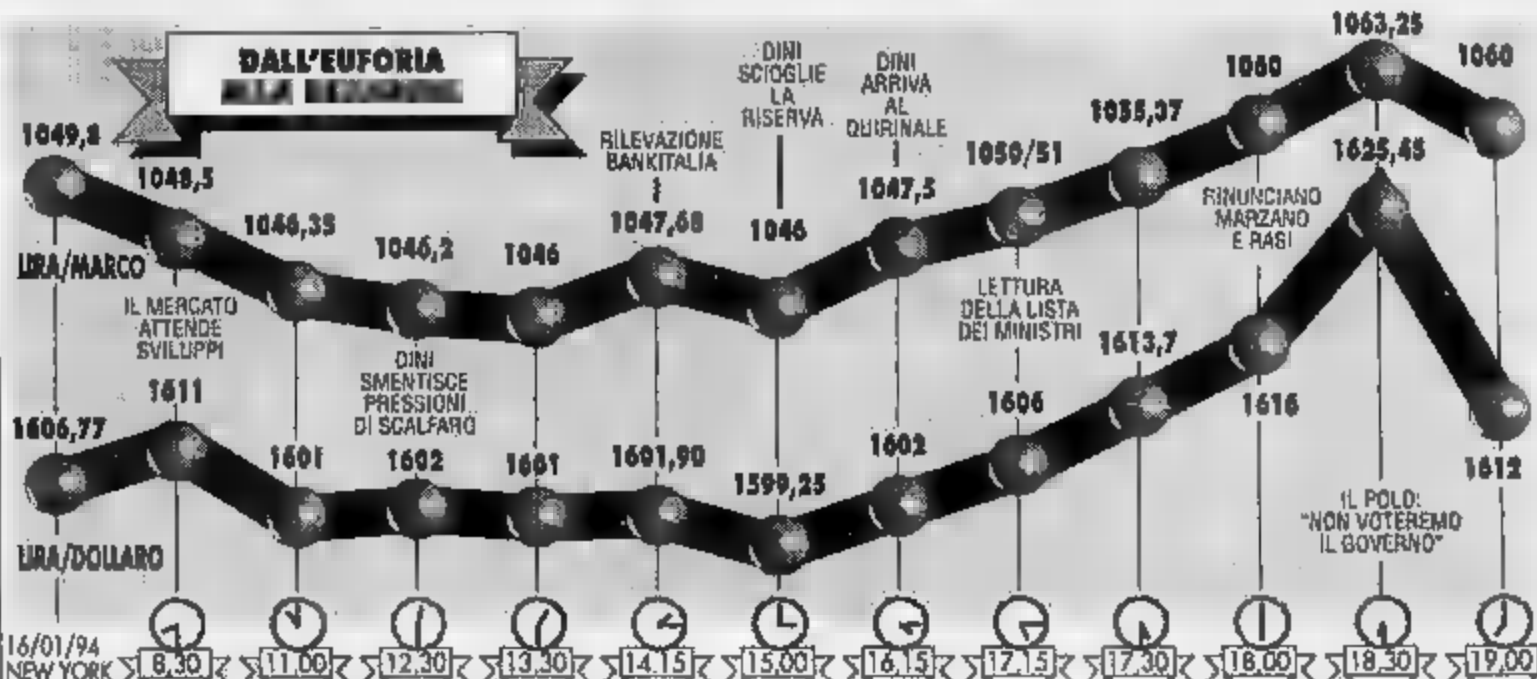 DALL'EUFORIA
ALLA
1049,8
1048,5
1046,35
1046,2
1046
RILEVAZIONE
BANKITALIA
1047,68
DINI
SCIOGLIE
LA
RISERVA
1046
DINI
ARRIVA
AL
QUIRINALE
1047,5
1050/51
1055,37
1060
1063,25
1060
LIRA/MARCO
IL MERCATO
ATTENDE
SVILUPPI
DINI
SMENTISCE
PRESSIONI
DI SCALFARO
LETTURA
DELLA LISTA
DEI MINISTRI
RINUNCIANO
MARZANO
E RASI
1606,77
1611
1601
1602
1601
1601,90
1599,25
1602
1606
1613,7
1616
1625,45
1612
LIRA/DOLLARO
IL POLO:
"NON VOTEREMO
IL GOVERNO"
16/01/94
NEW YORK
8.30
11.00
12.30
13.30
14.15
15.00
16.15
17.15
17.30
18.00
18.30
19.00